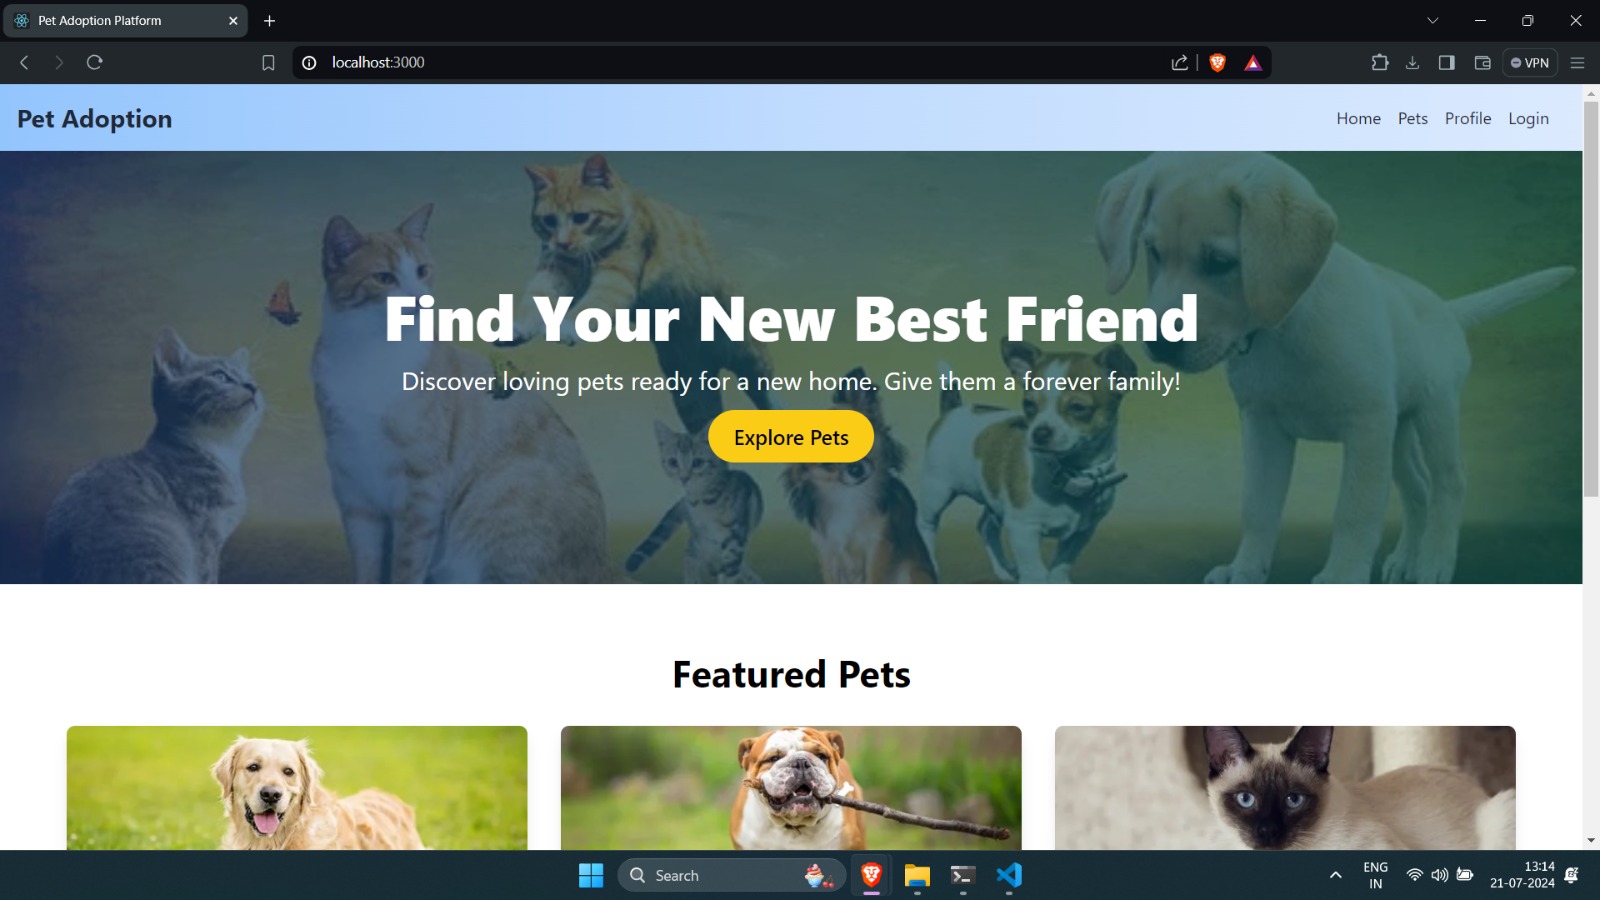 Pet Adoption Platform
localhost:3000
VPN
Pet Adoption
Home Pets Profile Login
Find Your New Best Friend
Discover loving pets ready for a new home. Give them a forever family!
Explore Pets
Featured Pets
Search
ENG
IN
13:14
21-07-2024